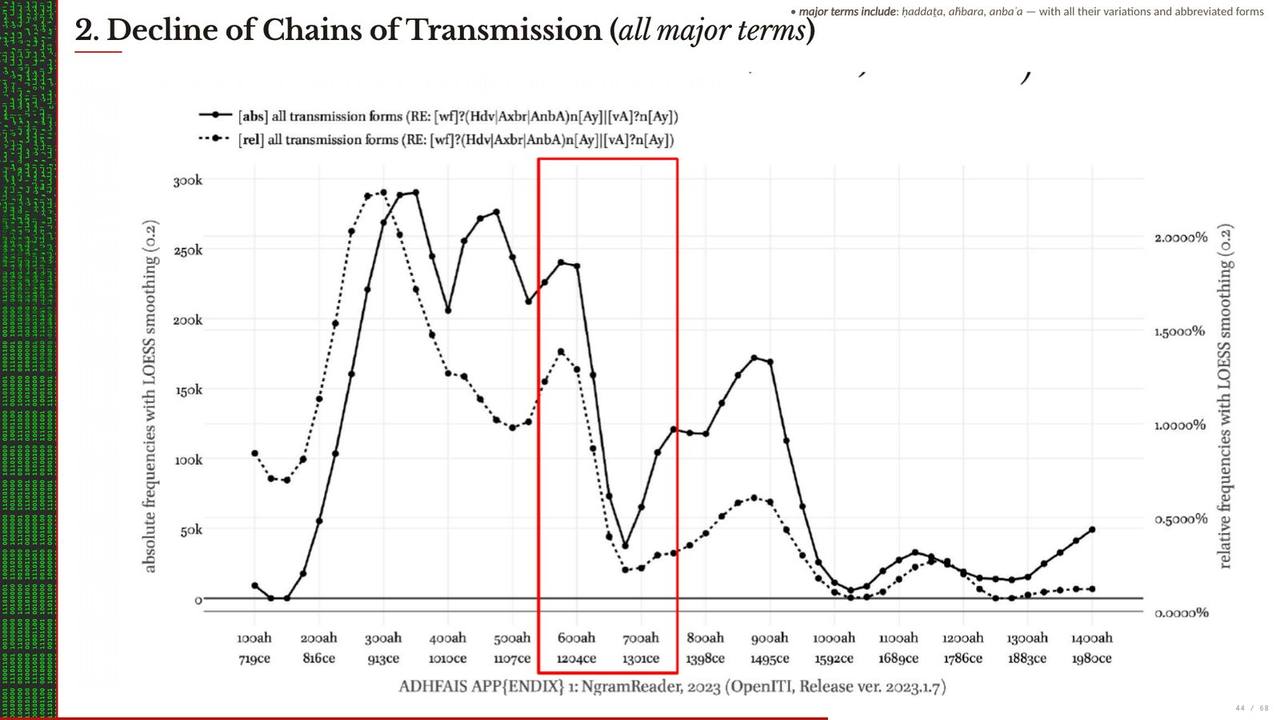 • major terms include: ḥaddaṯa, aḫbara, anbaʾa — with all their variations and abbreviated forms
2. Decline of Chains of Transmission (all major terms)
[abs] all transmission forms (RE: [wf]?(Hdv|Axbr|AnbA)n[Ay]|[vA]?n[Ay])
[rel] all transmission forms (RE: [wf]?(Hdv|Axbr|AnbA)n[Ay]|[vA]?n[Ay])
300k
250k
200k
150k
100k
50k
0
absolute frequencies with LOESS smoothing (0.2)
2.0000%
1.5000%
1.0000%
0.5000%
0.0000%
relative frequencies with LOESS smoothing (0.2)
100ah 200ah 300ah 400ah 500ah 600ah 700ah 800ah 900ah 1000ah 1100ah 1200ah 1300ah 1400ah
719ce 816ce 913ce 1010ce 1107ce 1204ce 1301ce 1398ce 1495ce 1592ce 1689ce 1786ce 1883ce 1980ce
ADHFAIS APP{ENDIX} 1: NgramReader, 2023 (OpenITI, Release ver. 2023.1.7)
44 / 68